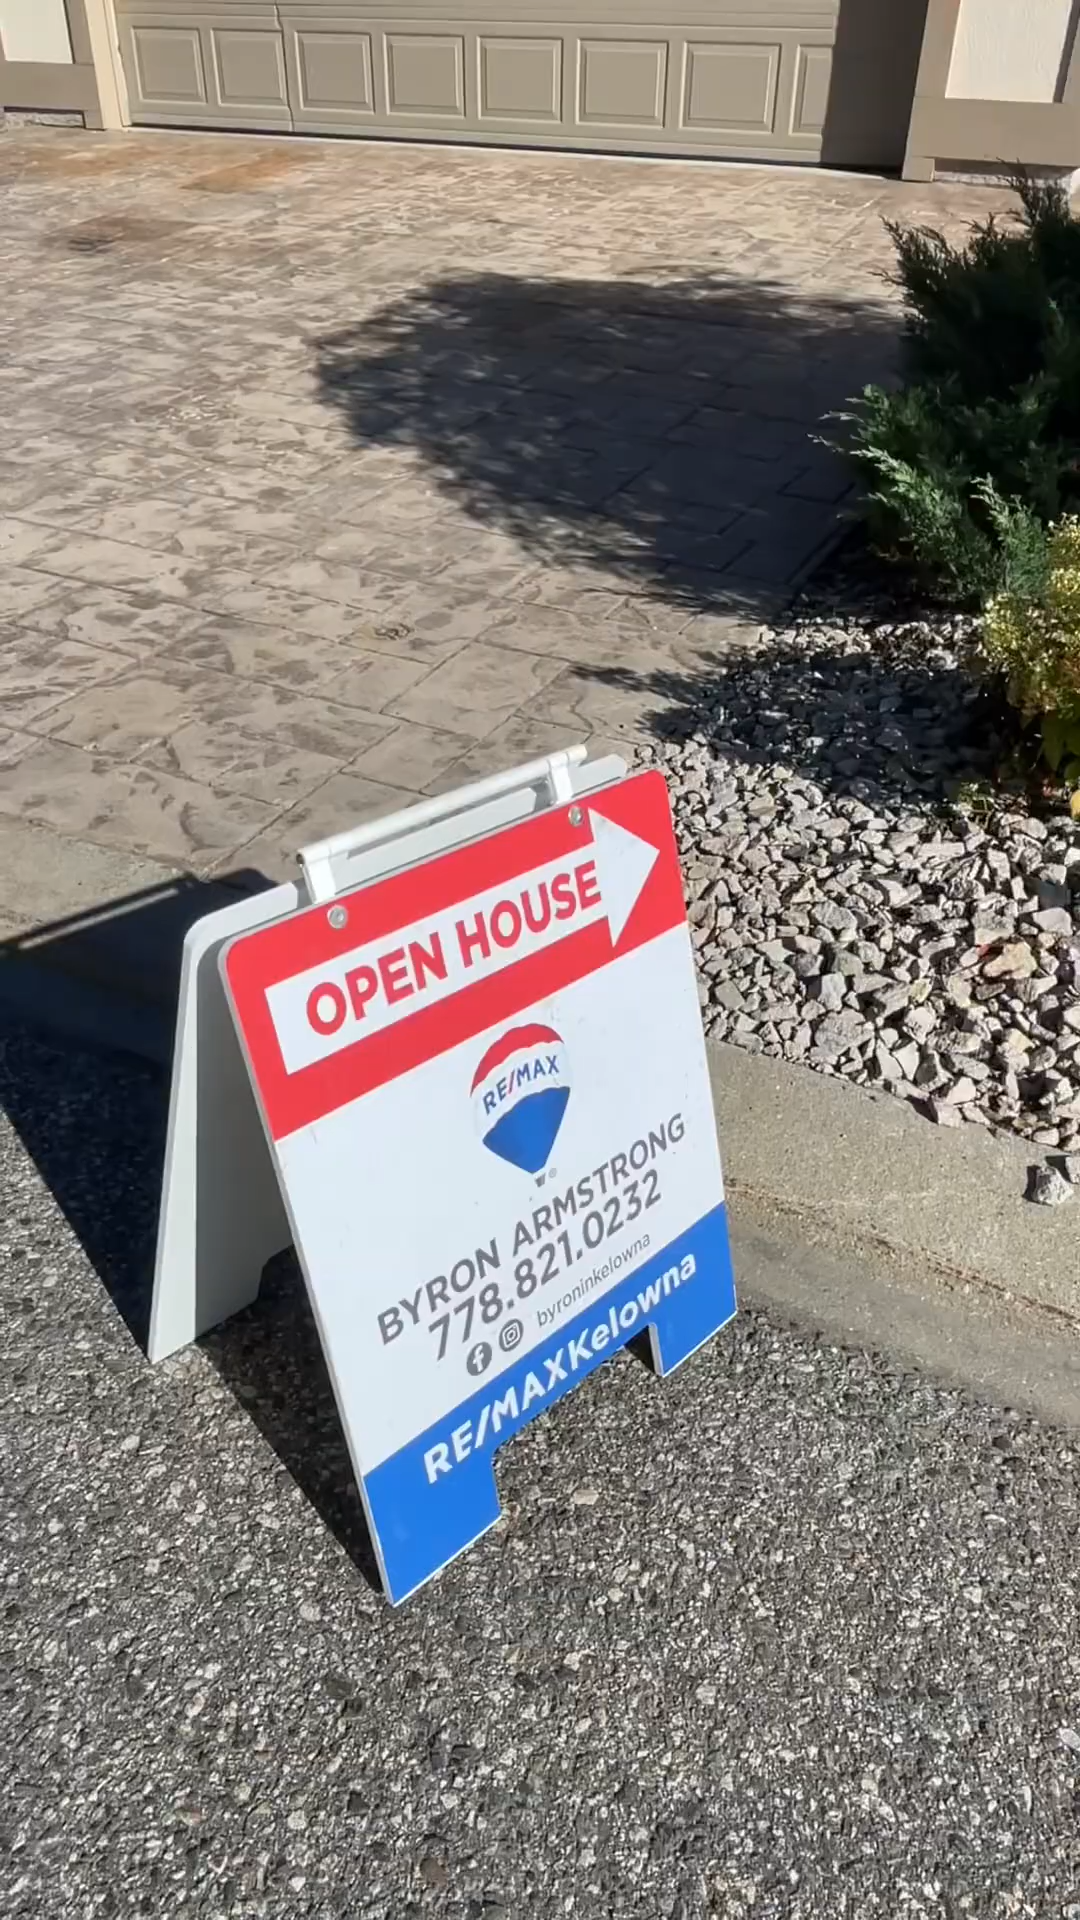 OPEN HOUSE
RE/MAX
®
BYRON ARMSTRONG
778.821.0232
byroninkelowna
RE/MAXKelowna